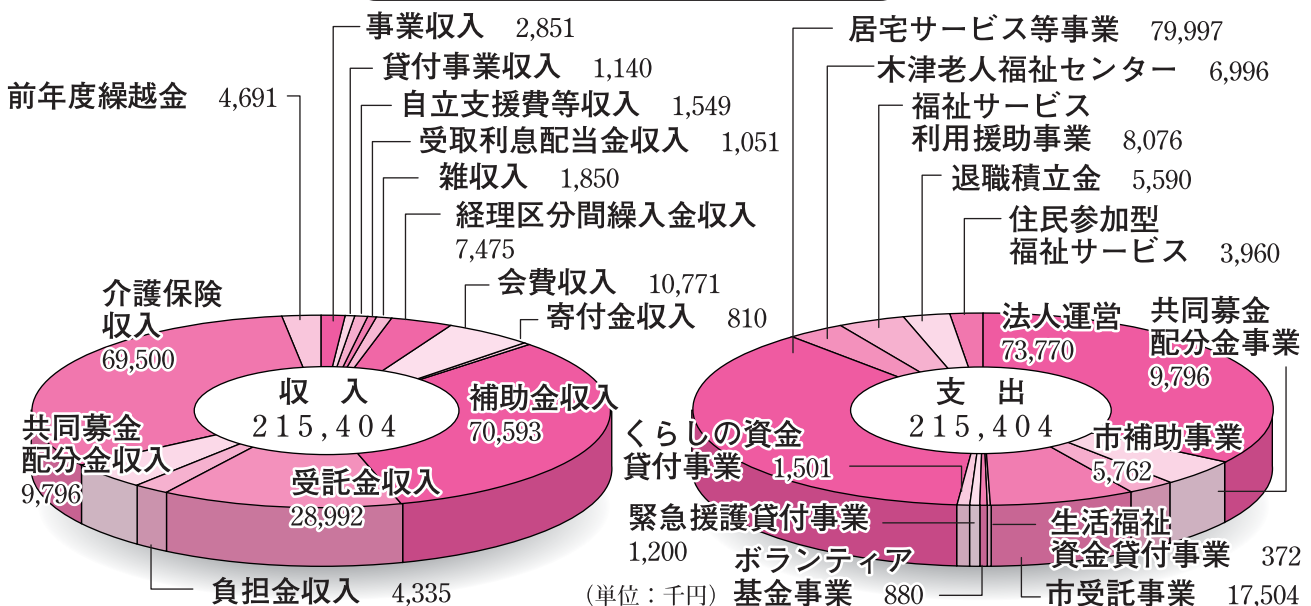 事業収入 2,851
貸付事業収入 1,140
前年度繰越金 4,691
自立支援費等収入 1,549
受取利息配当金収入 1,051
雑収入 1,850
経理区分間繰入金収入
7,475
会費収入 10,771
寄付金収入 810
介護保険
収入
69,500
収 入
215,404
補助金収入
70,593
共同募金
配分金収入
9,796
受託金収入
28,992
負担金収入 4,335
居宅サービス等事業 79,997
木津老人福祉センター 6,996
福祉サービス
利用援助事業 8,076
退職積立金 5,590
住民参加型
福祉サービス 3,960
法人運営
73,770
共同募金
配分金事業
9,796
支 出
215,404
市補助事業
5,762
くらしの資金
貸付事業 1,501
緊急援護貸付事業
1,200
ボランティア
基金事業 880
生活福祉
資金貸付事業 372
市受託事業 17,504
(単位:千円)